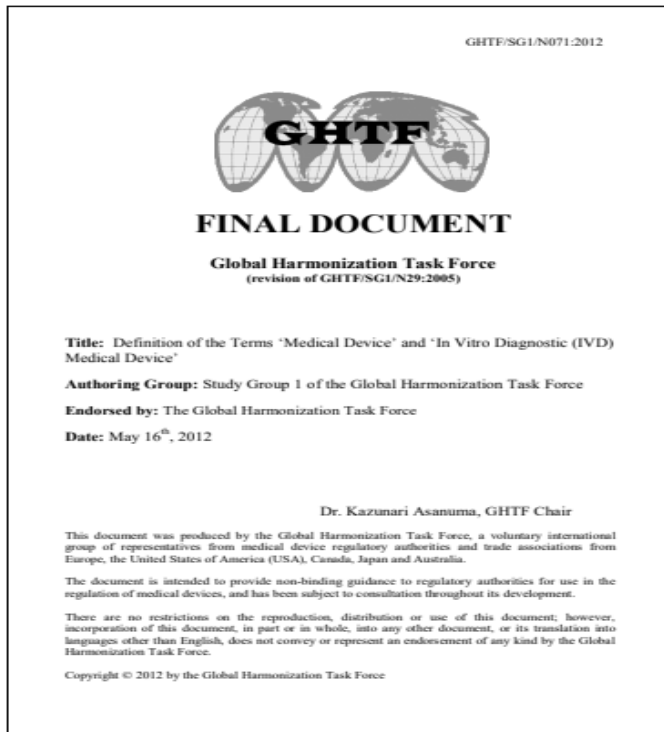 GHTF/SG1/N071:2012
GHTF
FINAL DOCUMENT
Global Harmonization Task Force
(revision of GHTF/SG1/N29:2005)
Title: Definition of the Terms ‘Medical Device’ and ‘In Vitro Diagnostic (IVD)
Medical Device’
Authoring Group: Study Group 1 of the Global Harmonization Task Force
Endorsed by: The Global Harmonization Task Force
Date: May 16th, 2012
Dr. Kazunari Asanuma, GHTF Chair
This document was produced by the Global Harmonization Task Force, a voluntary international
group of representatives from medical device regulatory authorities and trade associations from
Europe, the United States of America (USA), Canada, Japan and Australia.
The document is intended to provide non-binding guidance to regulatory authorities for use in the
regulation of medical devices, and has been subject to consultation throughout its development.
There are no restrictions on the reproduction, distribution or use of this document; however,
incorporation of this document, in part or in whole, into any other document, or its translation into
languages other than English, does not convey or represent an endorsement of any kind by the Global
Harmonization Task Force.
Copyright © 2012 by the Global Harmonization Task Force